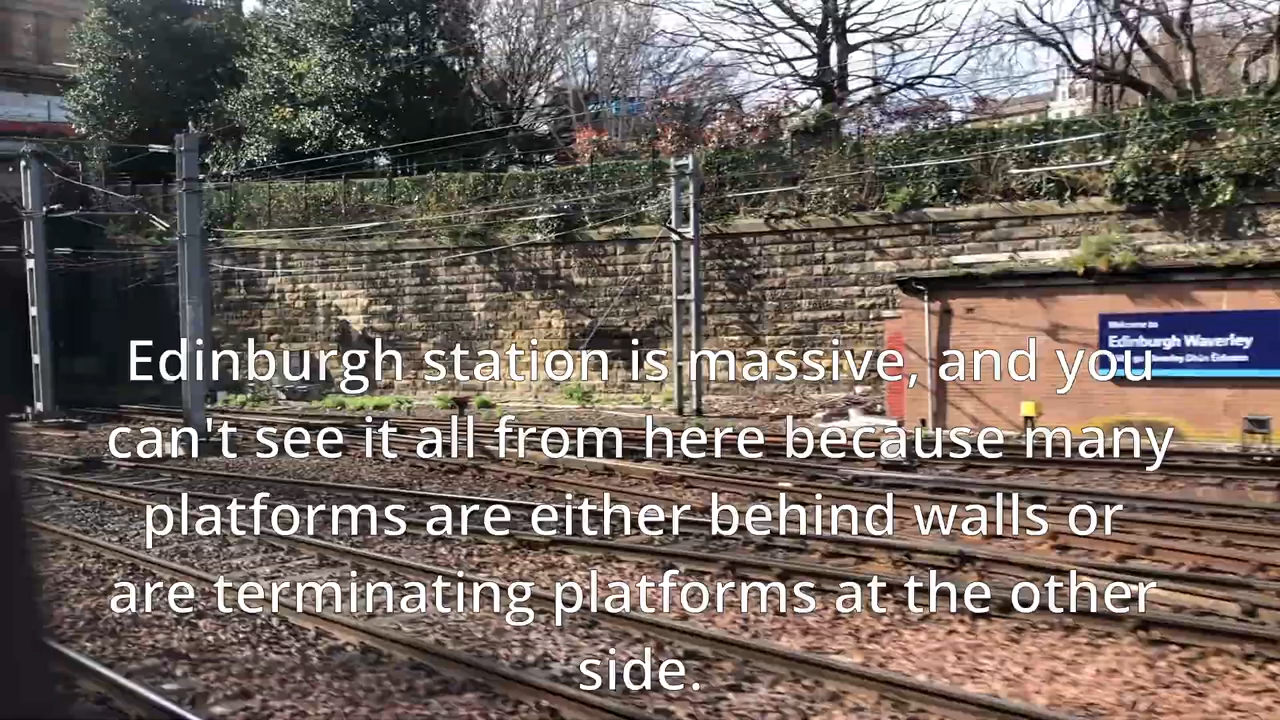 Welcome to
Edinburgh Waverley
Edinburgh station is massive, and you
can't see it all from here because many
platforms are either behind walls or
are terminating platforms at the other
side.